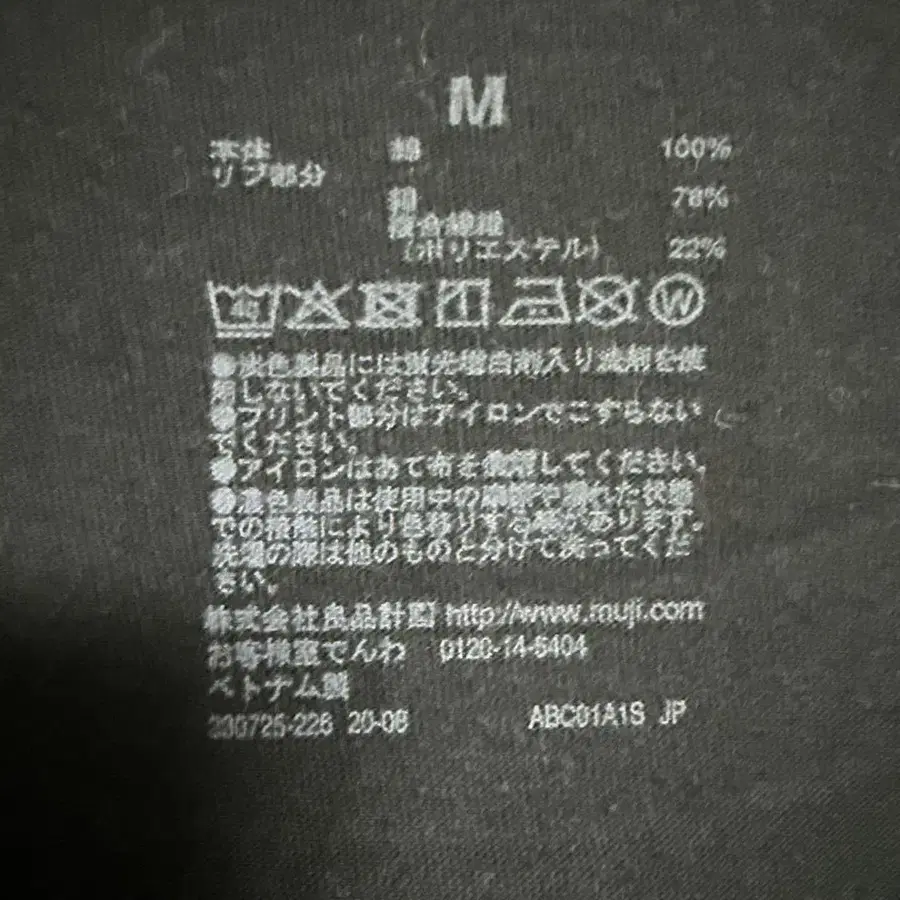 M
本体 綿 100%
リブ部分
綿 78%
複合繊維
(ポリエステル) 22%
40
W
●淡色製品には蛍光増白剤入り洗剤を使
用しないでください。
●プリント部分はアイロンでこすらない
でください。
●アイロンはあて布を使用してください。
●濃色製品は使用中の摩擦や濡れた状態
での接触により色移りする事があります。
洗濯の際は他のものと分けて洗ってくだ
さい。
株式会社良品計画 http://www.muji.com
お客様室でんわ 0120-14-6404
ベトナム製
20-08 ABC01A1S JP